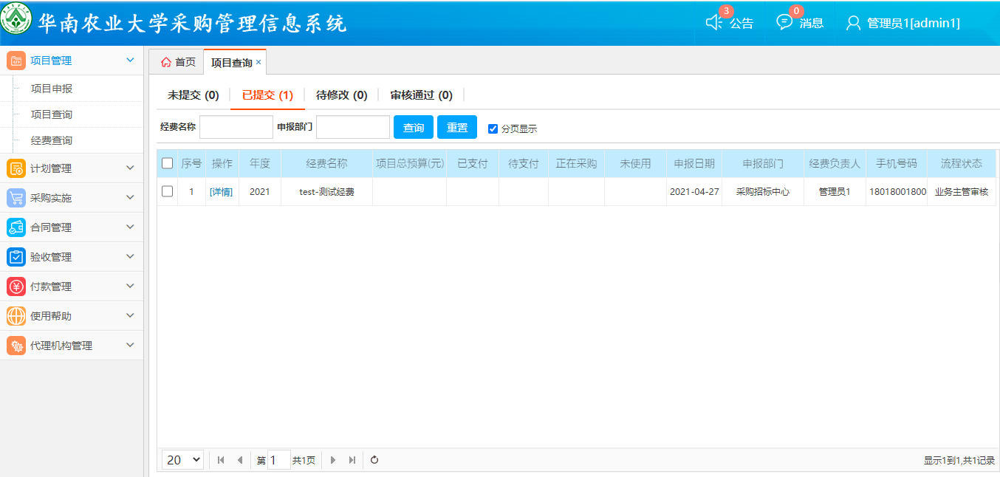 华南农业大学采购管理信息系统
3
公告
0
消息
管理员1[admin1]
项目管理
项目申报
项目查询
经费查询
计划管理
采购实施
合同管理
验收管理
付款管理
使用帮助
代理机构管理
首页
项目查询 ×
未提交 (0)
已提交 (1)
待修改 (0)
审核通过 (0)
经费名称
申报部门
查询
重置
分页显示
序号 操作 年度 经费名称 项目总预算(元) 已支付 待支付 正在采购 未使用 申报日期 申报部门 经费负责人 手机号码 流程状态
1 [详情] 2021 test-测试经费 2021-04-27 采购招标中心 管理员1 18018001800 业务主管审核
20
第 1 共1页
显示1到1,共1记录